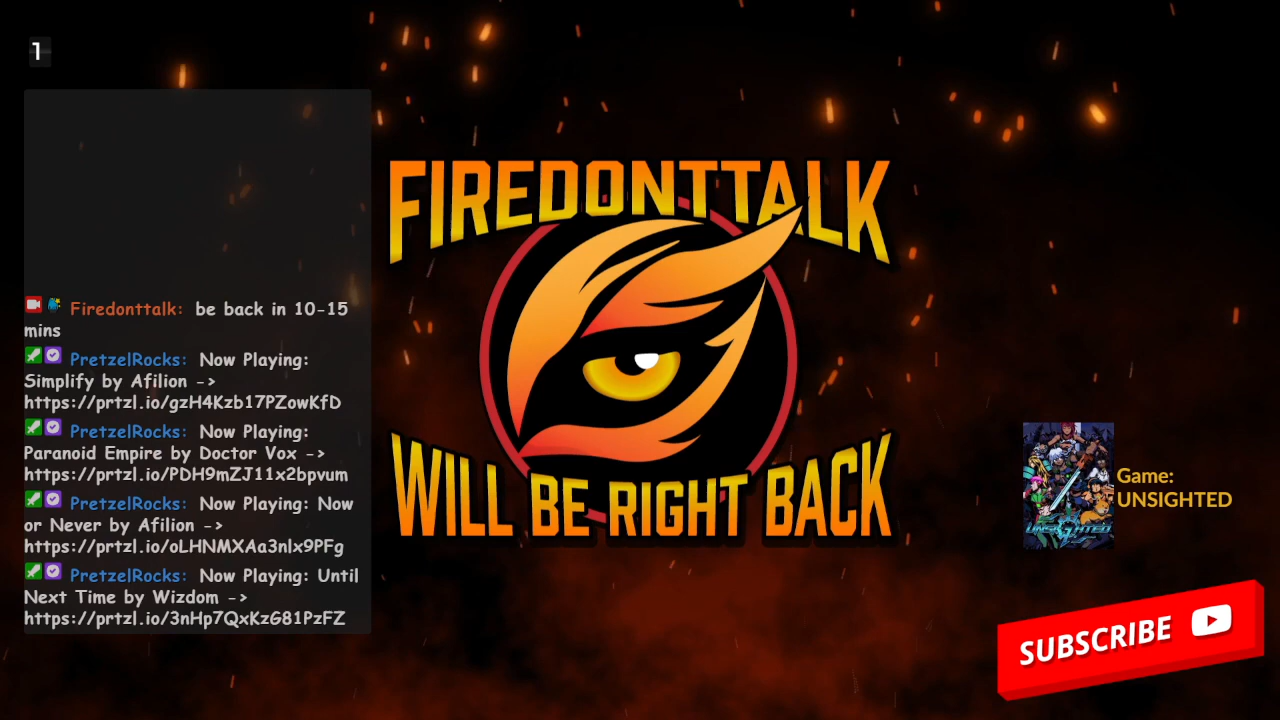 1
FIREDONTTALK
WILL BE RIGHT BACK
Firedonttalk: be back in 10-15
mins
PretzelRocks: Now Playing:
Simplify by Afilion ->
https://prtzl.io/gzH4Kzb17PZowKfD
PretzelRocks: Now Playing:
Paranoid Empire by Doctor Vox ->
https://prtzl.io/PDH9mZJ11x2bpvum
PretzelRocks: Now Playing: Now
or Never by Afilion ->
https://prtzl.io/oLHNMXAa3nlx9PFg
PretzelRocks: Now Playing: Until
Next Time by Wizdom ->
https://prtzl.io/3nHp7QxKzG81PzFZ
UNSIGHTED
Game:
UNSIGHTED
SUBSCRIBE